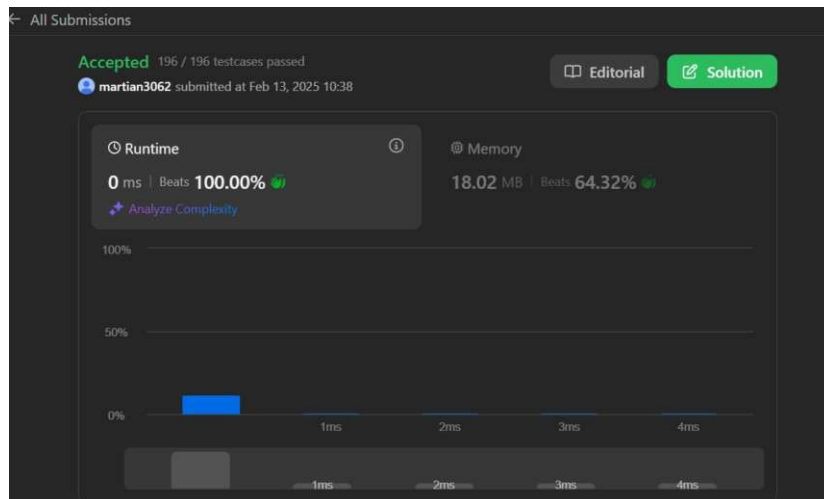 ← All Submissions
Accepted 196 / 196 testcases passed
martian3062 submitted at Feb 13, 2025 10:38
Editorial
Solution
Runtime
0 ms | Beats 100.00%
Analyze Complexity
Memory
18.02 MB | Beats 64.32%
100%
50%
0%
1ms 2ms 3ms 4ms
1ms 2ms 3ms 4ms